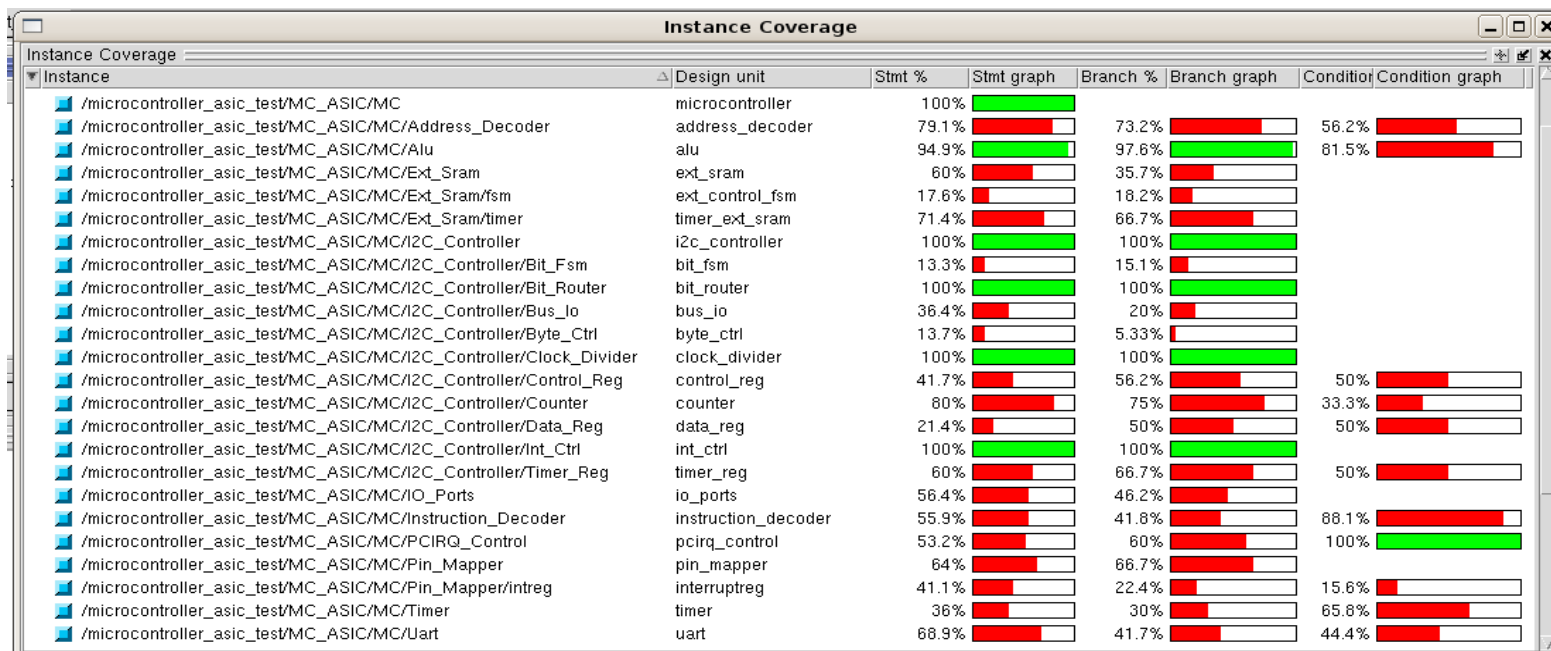 Instance Coverage
Instance Coverage
Instance Design unit Stmt % Stmt graph Branch % Branch graph Condition Condition graph
/microcontroller_asic_test/MC_ASIC/MC microcontroller 100%
/microcontroller_asic_test/MC_ASIC/MC/Address_Decoder address_decoder 79.1% 73.2% 56.2%
/microcontroller_asic_test/MC_ASIC/MC/Alu alu 94.9% 97.6% 81.5%
/microcontroller_asic_test/MC_ASIC/MC/Ext_Sram ext_sram 60% 35.7%
/microcontroller_asic_test/MC_ASIC/MC/Ext_Sram/fsm ext_control_fsm 17.6% 18.2%
/microcontroller_asic_test/MC_ASIC/MC/Ext_Sram/timer timer_ext_sram 71.4% 66.7%
/microcontroller_asic_test/MC_ASIC/MC/I2C_Controller i2c_controller 100% 100%
/microcontroller_asic_test/MC_ASIC/MC/I2C_Controller/Bit_Fsm bit_fsm 13.3% 15.1%
/microcontroller_asic_test/MC_ASIC/MC/I2C_Controller/Bit_Router bit_router 100% 100%
/microcontroller_asic_test/MC_ASIC/MC/I2C_Controller/Bus_Io bus_io 36.4% 20%
/microcontroller_asic_test/MC_ASIC/MC/I2C_Controller/Byte_Ctrl byte_ctrl 13.7% 5.33%
/microcontroller_asic_test/MC_ASIC/MC/I2C_Controller/Clock_Divider clock_divider 100% 100%
/microcontroller_asic_test/MC_ASIC/MC/I2C_Controller/Control_Reg control_reg 41.7% 56.2% 50%
/microcontroller_asic_test/MC_ASIC/MC/I2C_Controller/Counter counter 80% 75% 33.3%
/microcontroller_asic_test/MC_ASIC/MC/I2C_Controller/Data_Reg data_reg 21.4% 50% 50%
/microcontroller_asic_test/MC_ASIC/MC/I2C_Controller/Int_Ctrl int_ctrl 100% 100%
/microcontroller_asic_test/MC_ASIC/MC/I2C_Controller/Timer_Reg timer_reg 60% 66.7% 50%
/microcontroller_asic_test/MC_ASIC/MC/IO_Ports io_ports 56.4% 46.2%
/microcontroller_asic_test/MC_ASIC/MC/Instruction_Decoder instruction_decoder 55.9% 41.8% 88.1%
/microcontroller_asic_test/MC_ASIC/MC/PCIRQ_Control pcirq_control 53.2% 60% 100%
/microcontroller_asic_test/MC_ASIC/MC/Pin_Mapper pin_mapper 64% 66.7%
/microcontroller_asic_test/MC_ASIC/MC/Pin_Mapper/intreg interruptreg 41.1% 22.4% 15.6%
/microcontroller_asic_test/MC_ASIC/MC/Timer timer 36% 30% 65.8%
/microcontroller_asic_test/MC_ASIC/MC/Uart uart 68.9% 41.7% 44.4%